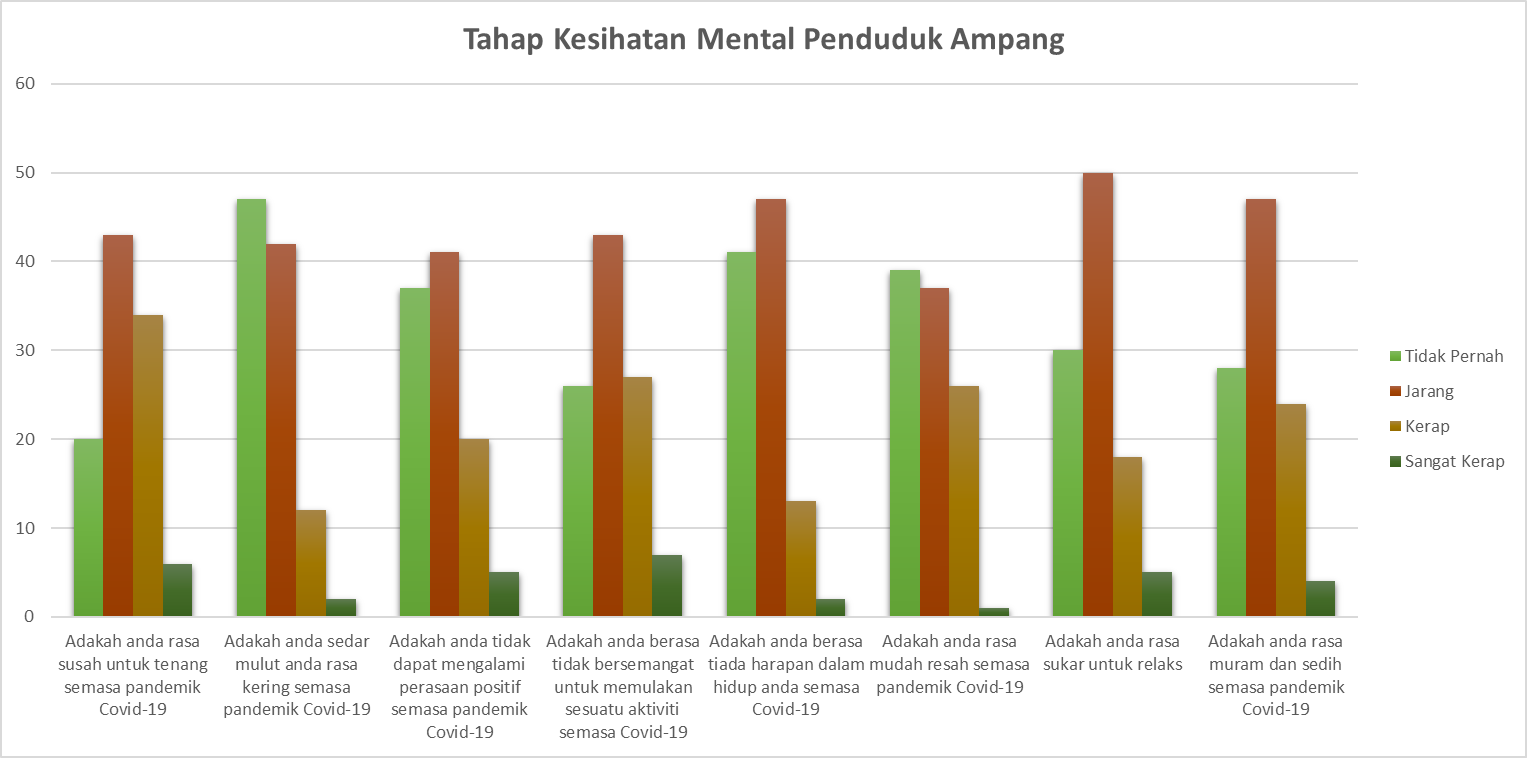 Tahap Kesihatan Mental Penduduk Ampang
60
50
40
30
20
10
0
Adakah anda rasa
susah untuk tenang
semasa pandemik
Covid-19
Adakah anda sedar
mulut anda rasa
kering semasa
pandemik Covid-19
Adakah anda tidak
dapat mengalami
perasaan positif
semasa pandemik
Covid-19
Adakah anda berasa
tidak bersemangat
untuk memulakan
sesuatu aktiviti
semasa Covid-19
Adakah anda berasa
tiada harapan dalam
hidup anda semasa
Covid-19
Adakah anda rasa
mudah resah semasa
pandemik Covid-19
Adakah anda rasa
sukar untuk relaks
Adakah anda rasa
muram dan sedih
semasa pandemik
Covid-19
Tidak Pernah
Jarang
Kerap
Sangat Kerap